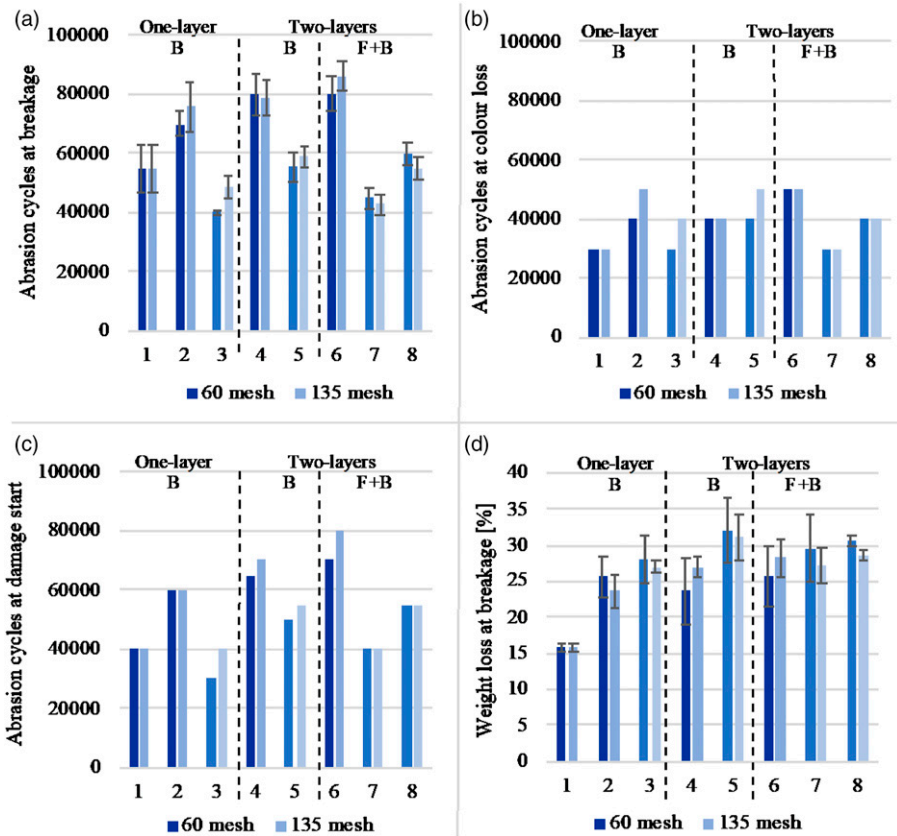 (a)
One-layer Two-layers
B B F+B
Abrasion cycles at breakage
100000
80000
60000
40000
20000
0
1 2 3 4 5 6 7 8
60 mesh 135 mesh
(b)
One-layer Two-layers
B B F+B
Abrasion cycles at colour loss
100000
80000
60000
40000
20000
0
1 2 3 4 5 6 7 8
60 mesh 135 mesh
(c)
One-layer Two-layers
B B F+B
Abrasion cycles at damage start
100000
80000
60000
40000
20000
0
1 2 3 4 5 6 7 8
60 mesh 135 mesh
(d)
One-layer Two-layers
B B F+B
Weight loss at breakage [%]
40
35
30
25
20
15
10
5
0
1 2 3 4 5 6 7 8
60 mesh 135 mesh